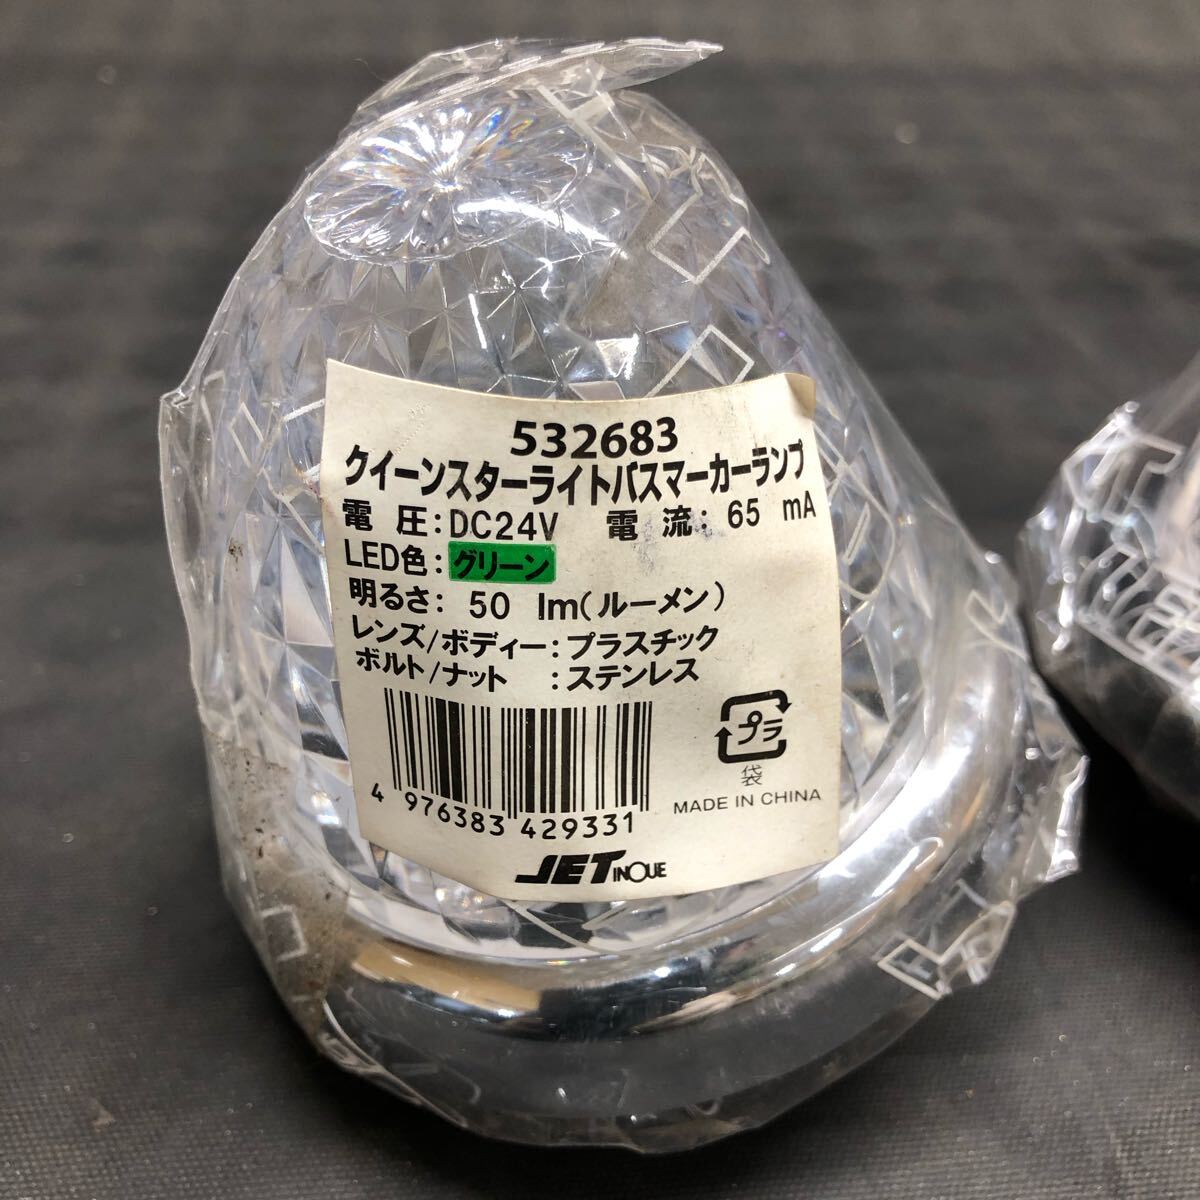 532683
クイーンスターライトバスマーカーランプ
電 圧:DC24V 電 流: 65 mA
LED色:グリーン
明るさ: 50 lm(ルーメン)
レンズ/ボディー:プラスチック
ボルト/ナット :ステンレス
プラ
袋
MADE IN CHINA
4 976383 429331
JET INOUE